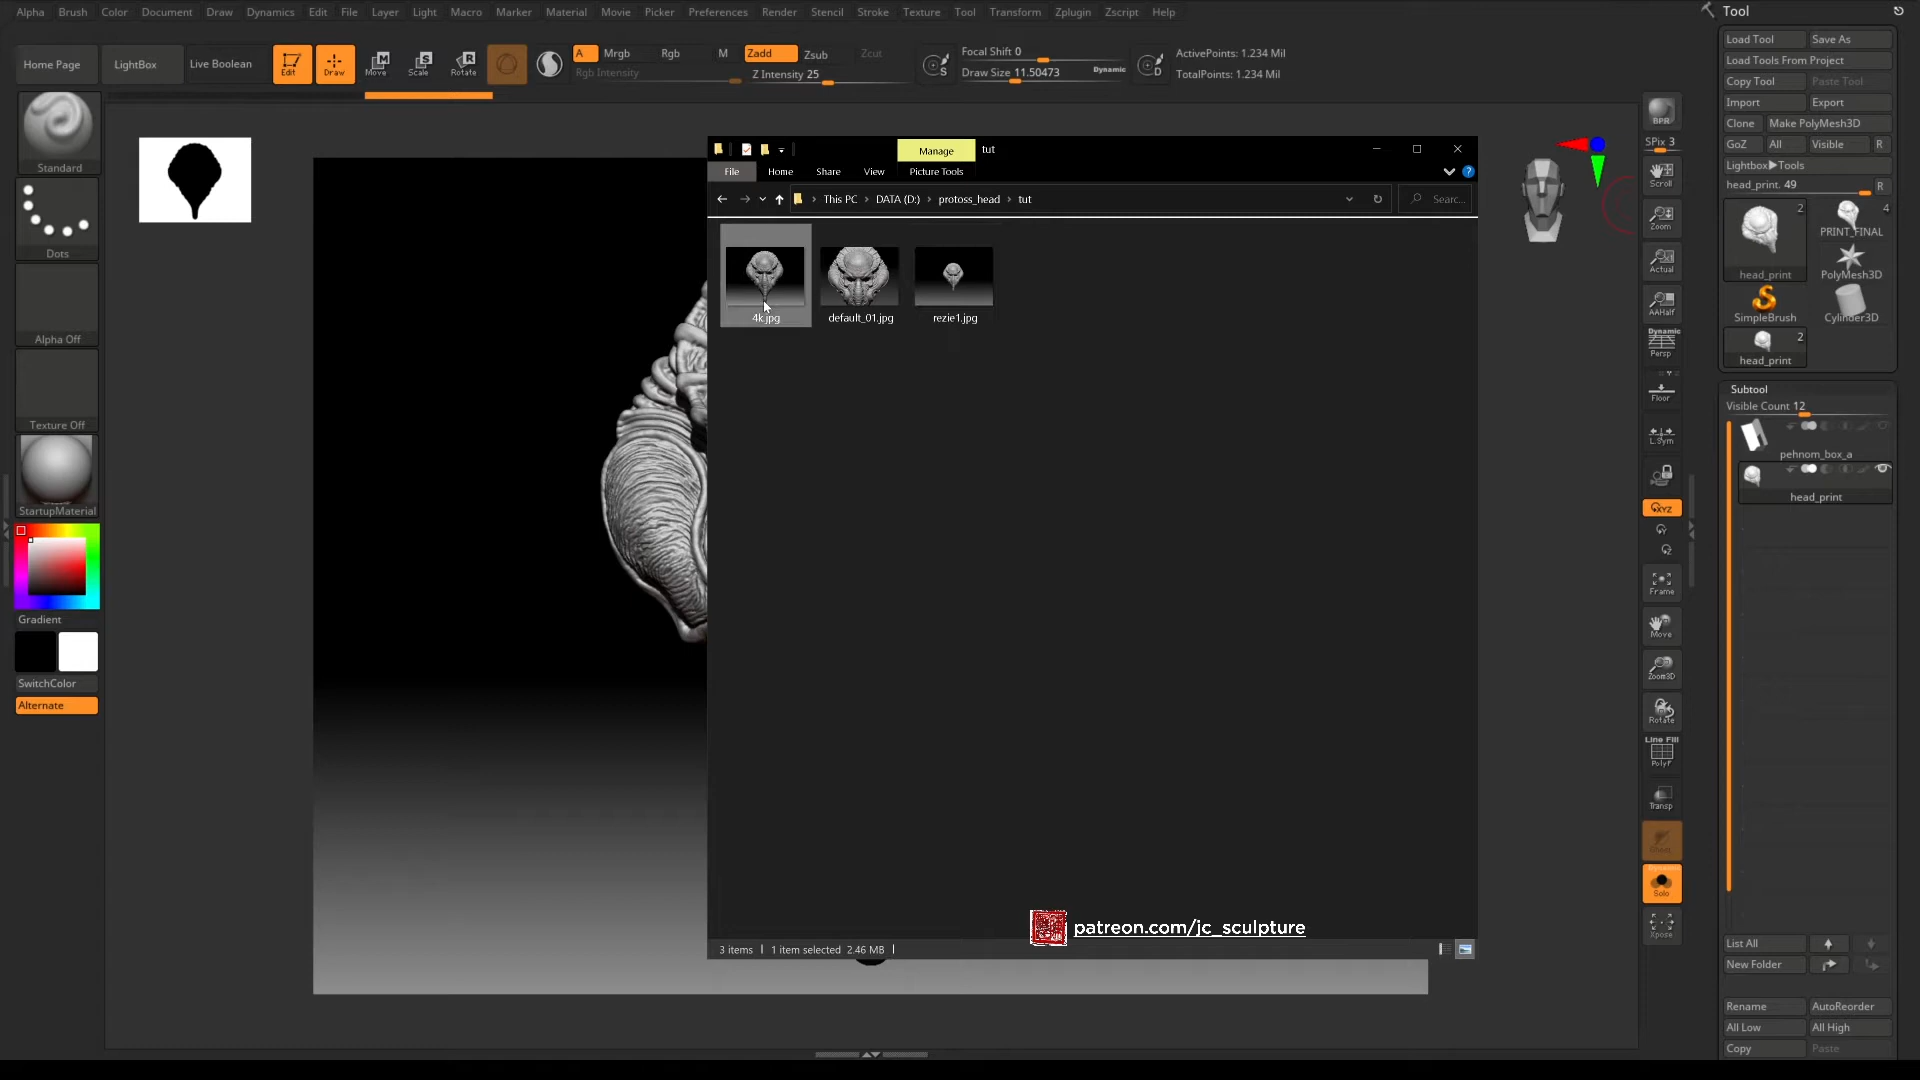 Alpha Brush Color Document Draw Dynamics Edit File Layer Light Macro Marker Material Movie Picker Preferences Render Stencil Stroke Texture Tool Transform Zplugin Zscript Help
Tool
Load Tool Save As
Load Tools From Project
Copy Tool Paste Tool
Import Export
Clone Make PolyMesh3D
GoZ All Visible R
Lightbox▶Tools
head_print. 49 R
2
head_print
4
PRINT_FINAL
PolyMesh3D
SimpleBrush
Cylinder3D
2
head_print
Subtool
Visible Count 12
pehnom_box_a
head_print
List All
New Folder
Rename AutoReorder
All Low All High
Copy Paste
Home Page
LightBox
Live Boolean
Edit
Draw
Move
Scale
Rotate
A Mrgb Rgb M
Rgb Intensity
Zadd Zsub Zcut
Z Intensity 25
S
Focal Shift 0
Draw Size 11.50473 Dynamic
D
ActivePoints: 1.234 Mil
TotalPoints: 1.234 Mil
Standard
Dots
Alpha Off
Texture Off
StartupMaterial
Gradient
SwitchColor
Alternate
Manage tut
File Home Share View Picture Tools
This PC › DATA (D:) › protoss_head › tut
Searc...
4k.jpg
default_01.jpg
rezie1.jpg
patreon.com/jc_sculpture
3 items 1 item selected 2.46 MB
BPR
SPix 3
Scroll
Zoom
Actual
AAHalf
Dynamic
Persp
Floor
L.Sym
XYZ
Frame
Move
Zoom3D
Rotate
Line Fill
PolyF
Transp
Dynamic
Solo
Xpose